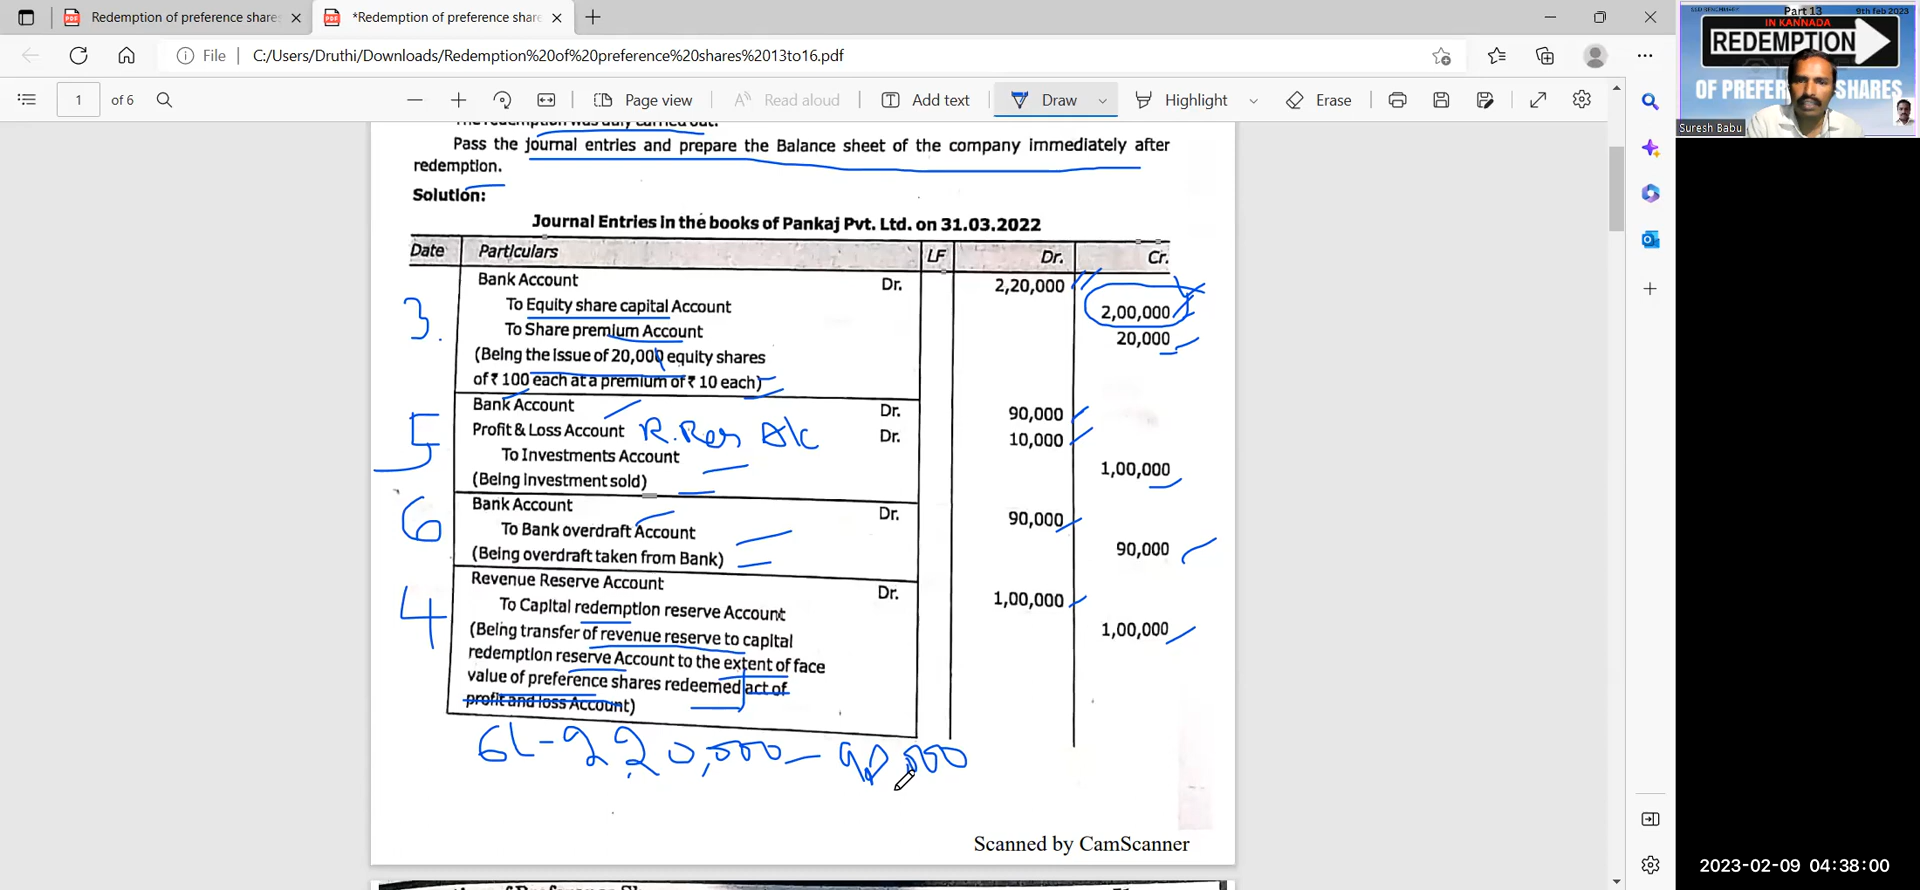 Redemption of preference share
*Redemption of preference share
File C:/Users/Druthi/Downloads/Redemption%20of%20preference%20shares%2013to16.pdf
1 of 6 Page view Read aloud Add text Draw Highlight Erase
The redemption was duly carried out.
Pass the journal entries and prepare the Balance sheet of the company immediately after
redemption.
Solution:
Journal Entries in the books of Pankaj Pvt. Ltd. on 31.03.2022
Date Particulars LF Dr. Cr.
3. Bank Account Dr. 2,20,000
To Equity share capital Account 2,00,000
To Share premium Account 20,000
(Being the issue of 20,000 equity shares
of ₹ 100 each at a premium of ₹ 10 each)
5 Bank Account Dr. 90,000
Profit & Loss Account R.Res A/c Dr. 10,000
To Investments Account 1,00,000
(Being investment sold)
6 Bank Account Dr. 90,000
To Bank overdraft Account 90,000
(Being overdraft taken from Bank)
4 Revenue Reserve Account Dr. 1,00,000
To Capital redemption reserve Account 1,00,000
(Being transfer of revenue reserve to capital
redemption reserve Account to the extent of face
value of preference shares redeemed act of
profit and loss Account)
Scanned by CamScanner
Part 13
9th feb 2023
IN KANNADA
REDEMPTION
OF PREFERENCE SHARES
Suresh Babu
2023-02-09 04:38:00